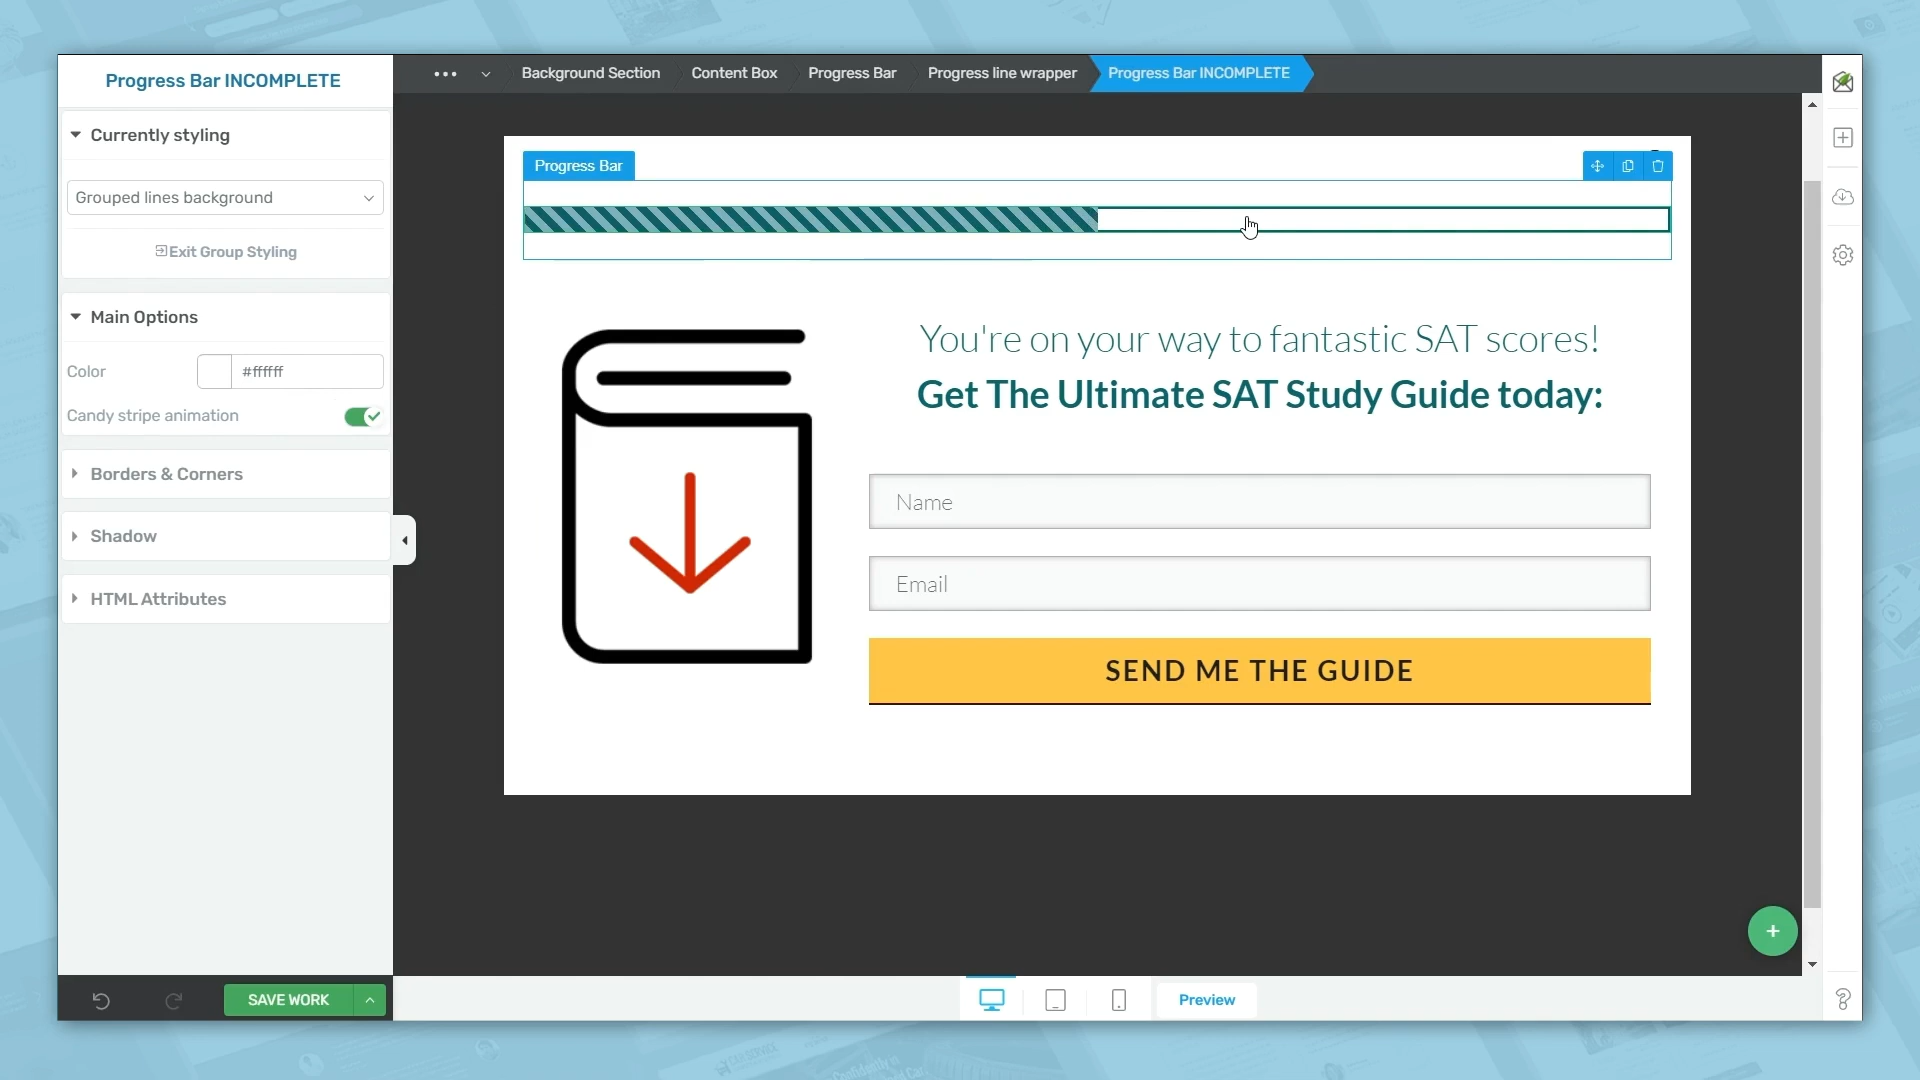 Progress Bar INCOMPLETE
Background Section
Content Box
Progress Bar
Progress line wrapper
Progress Bar INCOMPLETE
Currently styling
Grouped lines background
Exit Group Styling
Main Options
Color
#ffffff
Candy stripe animation
Borders & Corners
Shadow
HTML Attributes
Progress Bar
You're on your way to fantastic SAT scores!
Get The Ultimate SAT Study Guide today:
Name
Email
SEND ME THE GUIDE
SAVE WORK
Preview